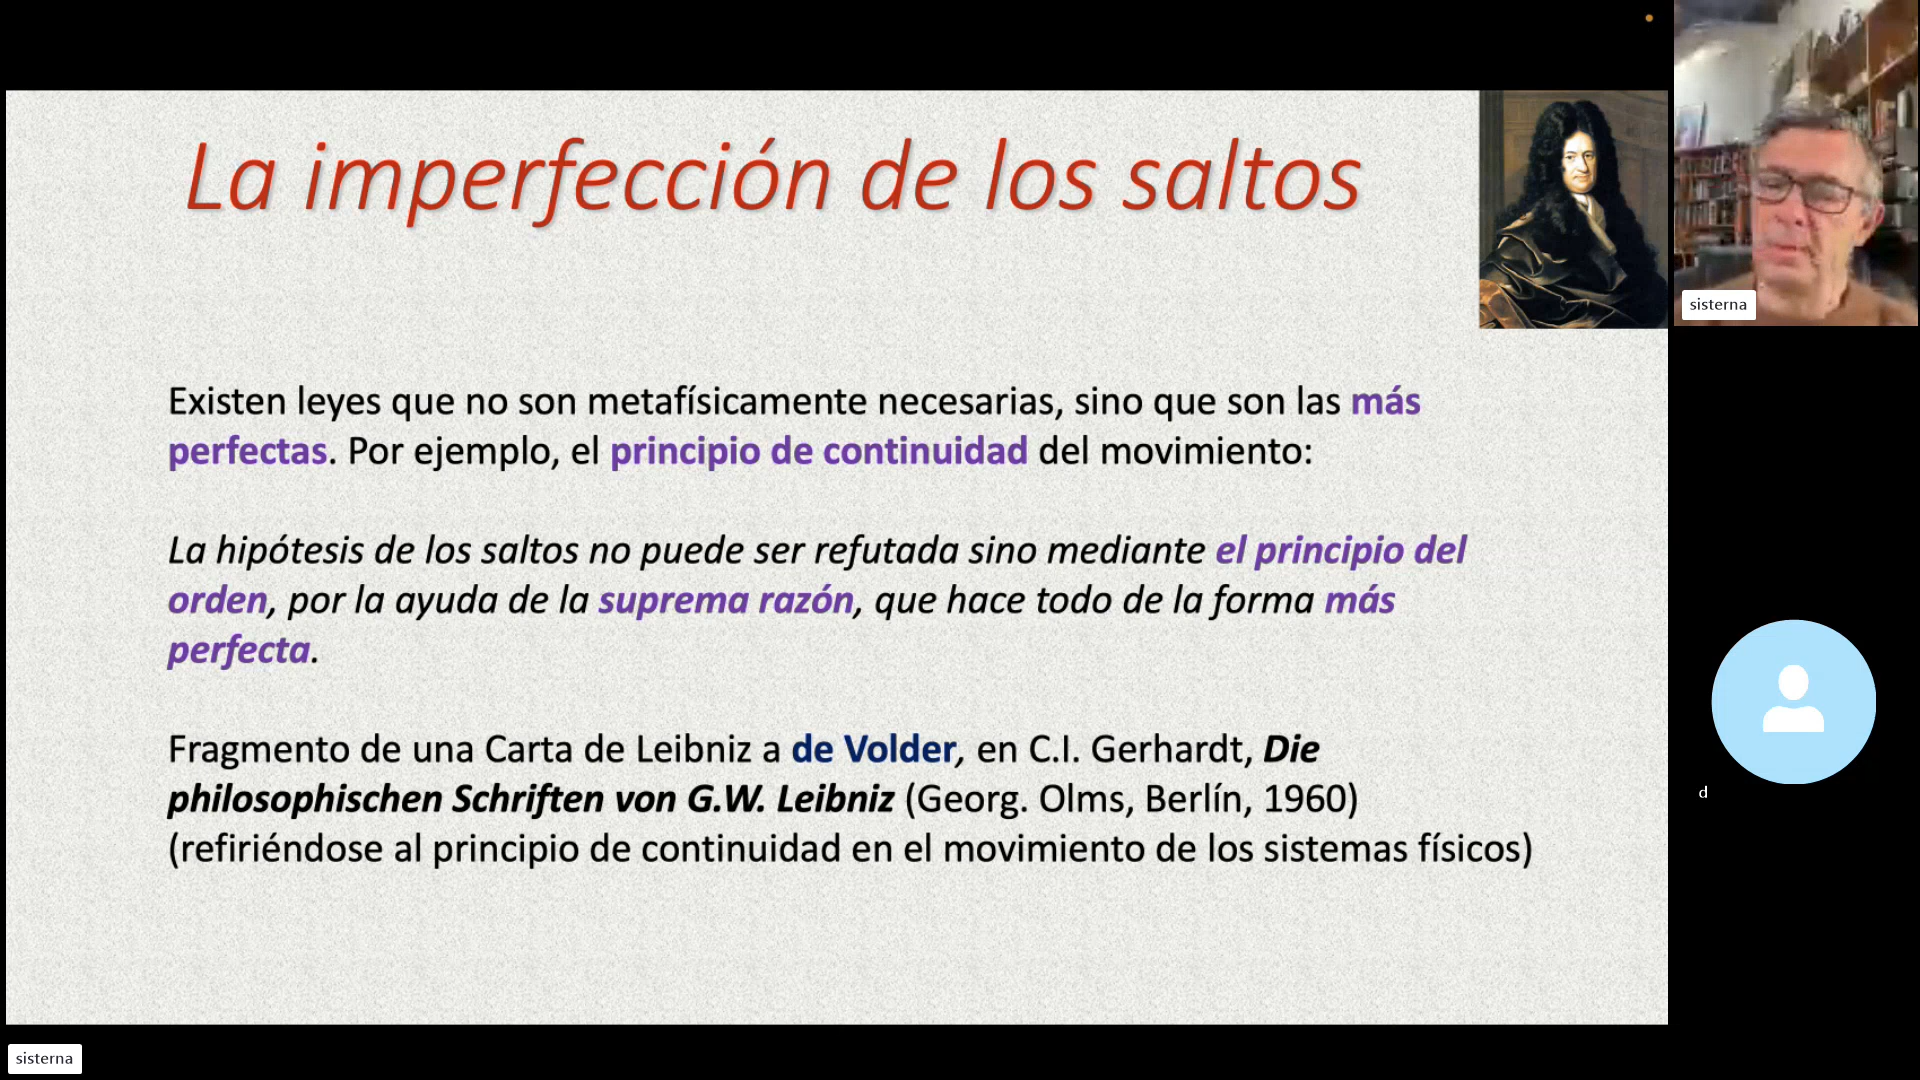 La imperfección de los saltos
Existen leyes que no son metafísicamente necesarias, sino que son las más
perfectas. Por ejemplo, el principio de continuidad del movimiento:
La hipótesis de los saltos no puede ser refutada sino mediante el principio del
orden, por la ayuda de la suprema razón, que hace todo de la forma más
perfecta.
Fragmento de una Carta de Leibniz a de Volder, en C.I. Gerhardt, Die
philosophischen Schriften von G.W. Leibniz (Georg. Olms, Berlín, 1960)
(refiriéndose al principio de continuidad en el movimiento de los sistemas físicos)
sisterna
d
sisterna